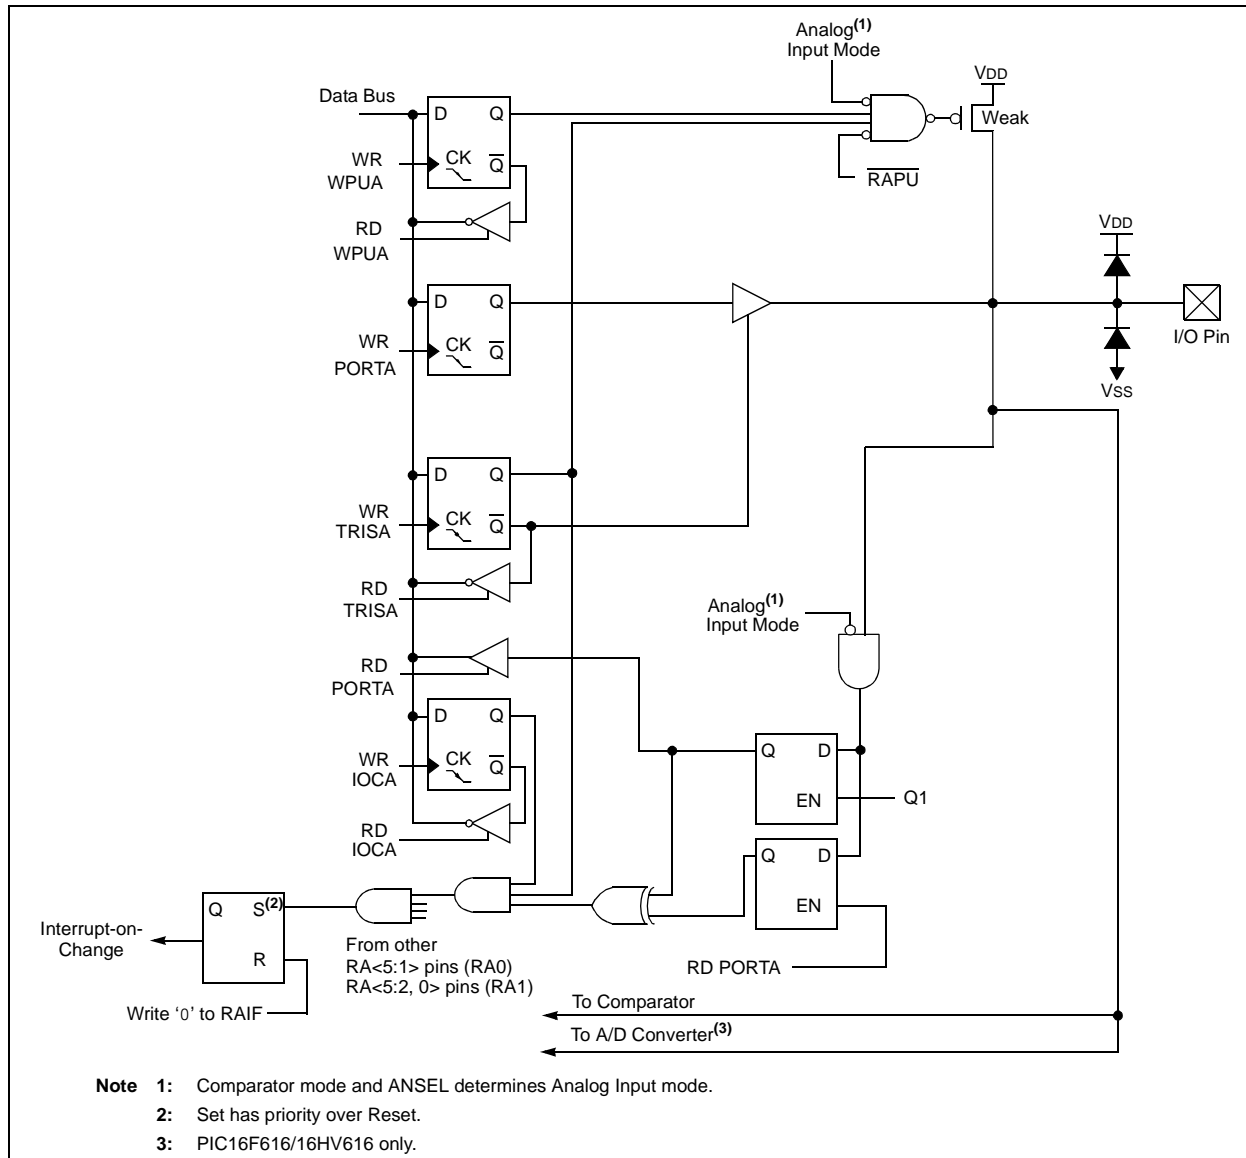 Analog(1)
Input Mode
VDD
Data Bus
D Q
Weak
WR
WPUA
CK Q
RAPU
RD
WPUA
VDD
D Q
I/O Pin
WR
PORTA
CK Q
VSS
D Q
WR
TRISA
CK Q
RD
TRISA
Analog(1)
Input Mode
RD
PORTA
D Q
Q D
WR
IOCA
CK Q
EN
Q1
RD
IOCA
Q D
EN
Q S(2)
R
Interrupt-on-
Change
From other
RA<5:1> pins (RA0)
RA<5:2, 0> pins (RA1)
RD PORTA
Write ‘0’ to RAIF
To Comparator
To A/D Converter(3)
Note 1: Comparator mode and ANSEL determines Analog Input mode.
2: Set has priority over Reset.
3: PIC16F616/16HV616 only.